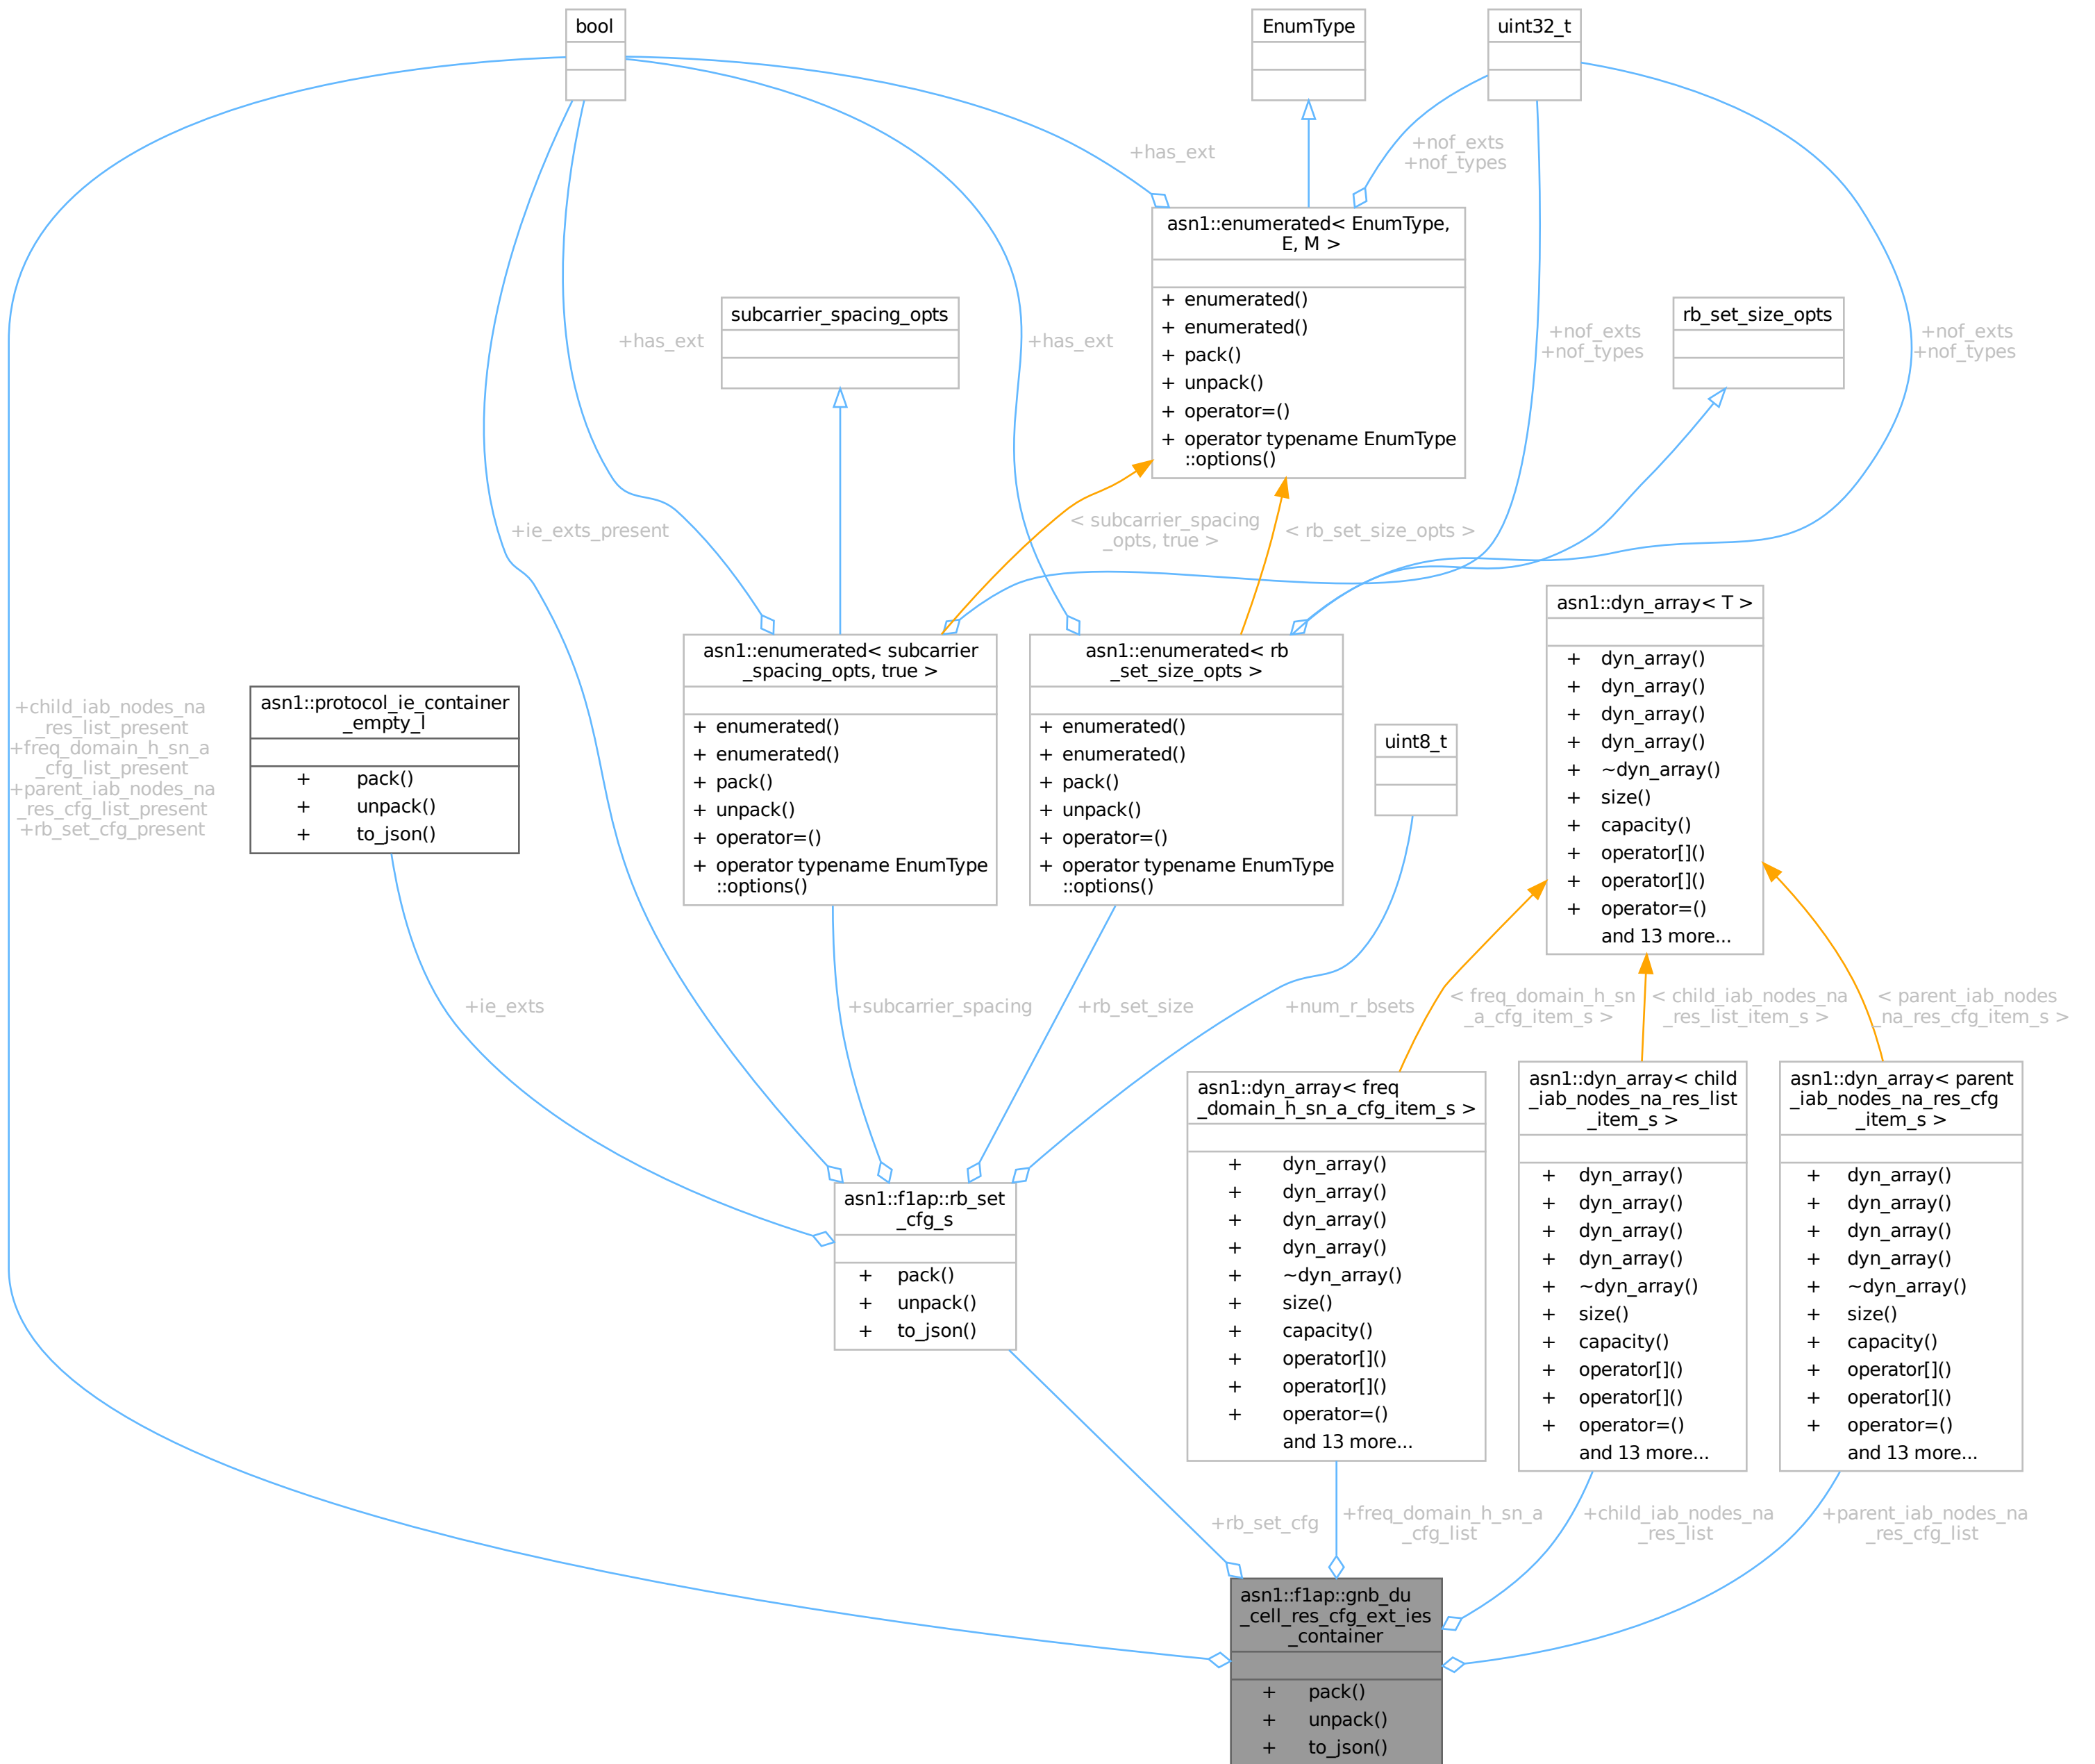 bool
EnumType
uint32_t
+has_ext
+nof_exts
+nof_types
asn1::enumerated< EnumType,
E, M >
+ enumerated()
+ enumerated()
+ pack()
+ unpack()
+ operator=()
+ operator typename EnumType
::options()
subcarrier_spacing_opts
rb_set_size_opts
+has_ext
+has_ext
+nof_exts
+nof_types
+nof_exts
+nof_types
+ie_exts_present
< subcarrier_spacing
_opts, true >
< rb_set_size_opts >
asn1::dyn_array< T >
+ dyn_array()
+ dyn_array()
+ dyn_array()
+ dyn_array()
+ ~dyn_array()
+ size()
+ capacity()
+ operator[]()
+ operator[]()
+ operator=()
and 13 more...
asn1::enumerated< subcarrier
_spacing_opts, true >
+ enumerated()
+ enumerated()
+ pack()
+ unpack()
+ operator=()
+ operator typename EnumType
::options()
asn1::enumerated< rb
_set_size_opts >
+ enumerated()
+ enumerated()
+ pack()
+ unpack()
+ operator=()
+ operator typename EnumType
::options()
+child_iab_nodes_na
_res_list_present
+freq_domain_h_sn_a
_cfg_list_present
+parent_iab_nodes_na
_res_cfg_list_present
+rb_set_cfg_present
asn1::protocol_ie_container
_empty_l
+ pack()
+ unpack()
+ to_json()
uint8_t
+ie_exts
+subcarrier_spacing
+rb_set_size
+num_r_bsets
< freq_domain_h_sn
_a_cfg_item_s >
< child_iab_nodes_na
_res_list_item_s >
< parent_iab_nodes
_na_res_cfg_item_s >
asn1::f1ap::rb_set
_cfg_s
+ pack()
+ unpack()
+ to_json()
asn1::dyn_array< freq
_domain_h_sn_a_cfg_item_s >
+ dyn_array()
+ dyn_array()
+ dyn_array()
+ dyn_array()
+ ~dyn_array()
+ size()
+ capacity()
+ operator[]()
+ operator[]()
+ operator=()
and 13 more...
asn1::dyn_array< child
_iab_nodes_na_res_list
_item_s >
+ dyn_array()
+ dyn_array()
+ dyn_array()
+ dyn_array()
+ ~dyn_array()
+ size()
+ capacity()
+ operator[]()
+ operator[]()
+ operator=()
and 13 more...
asn1::dyn_array< parent
_iab_nodes_na_res_cfg
_item_s >
+ dyn_array()
+ dyn_array()
+ dyn_array()
+ dyn_array()
+ ~dyn_array()
+ size()
+ capacity()
+ operator[]()
+ operator[]()
+ operator=()
and 13 more...
+rb_set_cfg
+freq_domain_h_sn_a
_cfg_list
+child_iab_nodes_na
_res_list
+parent_iab_nodes_na
_res_cfg_list
asn1::f1ap::gnb_du
_cell_res_cfg_ext_ies
_container
+ pack()
+ unpack()
+ to_json()